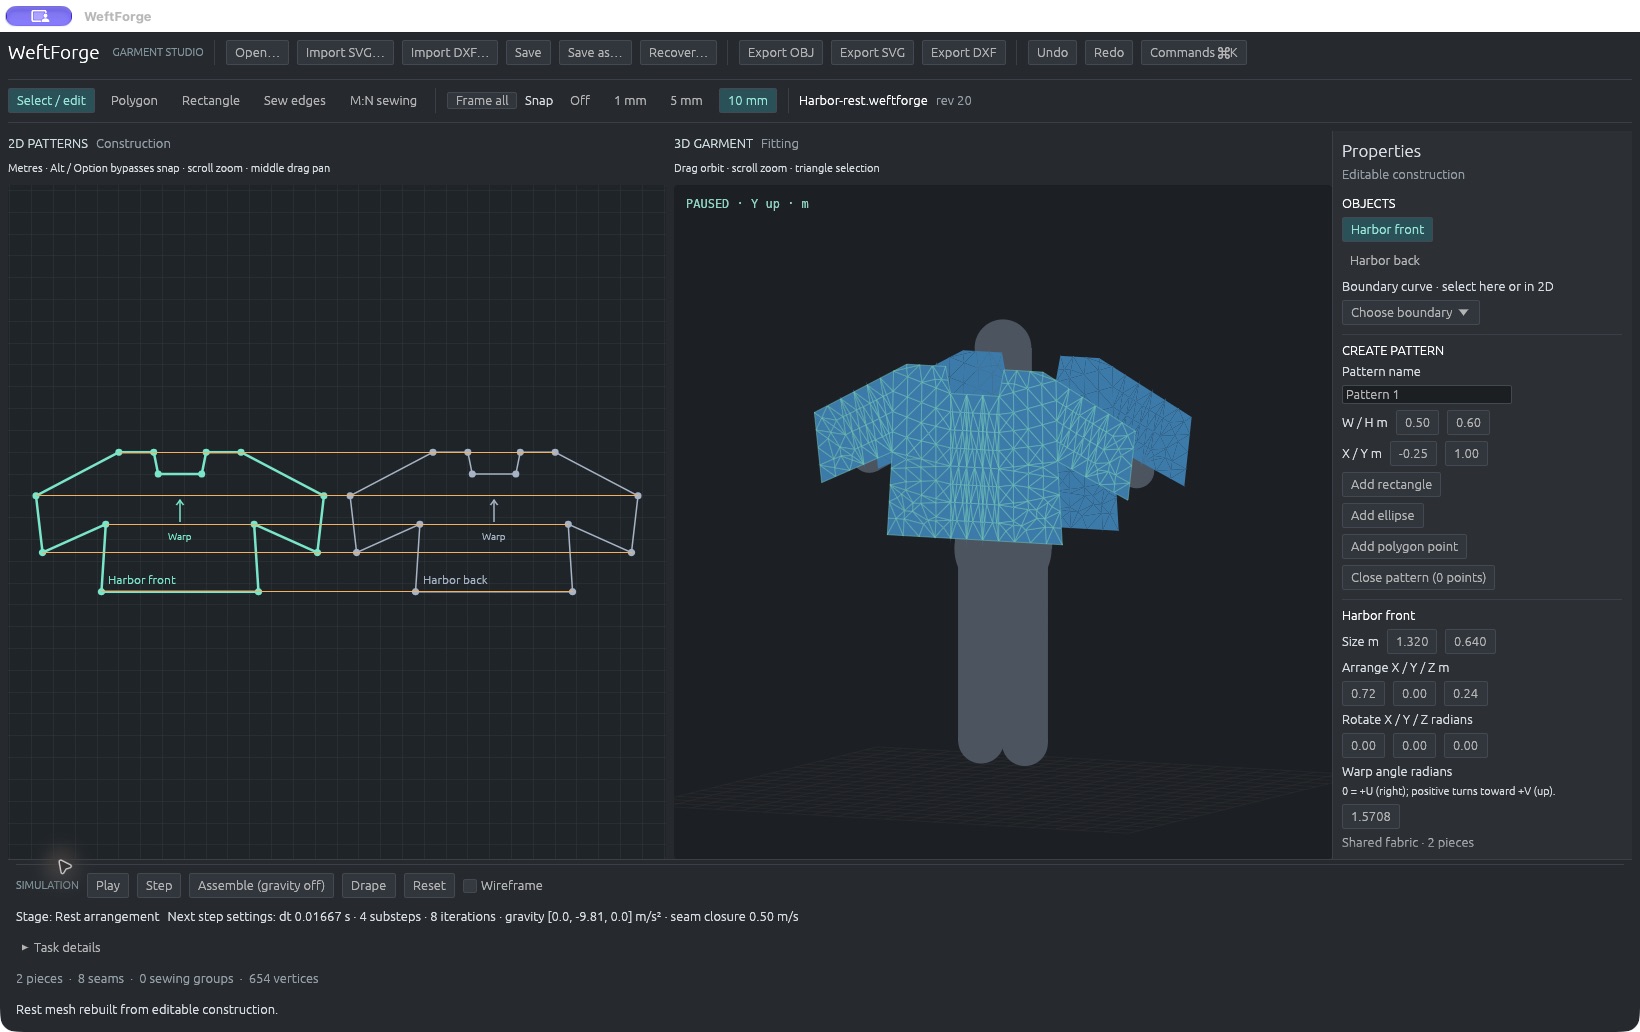 WeftForge
WeftForge GARMENT STUDIO Open... Import SVG... Import DXF... Save Save as... Recover... Export OBJ Export SVG Export DXF Undo Redo Commands ⌘K
Select / edit Polygon Rectangle Sew edges M:N sewing Frame all Snap Off 1 mm 5 mm 10 mm Harbor-rest.weftforge rev 20
2D PATTERNS Construction
Metres · Alt / Option bypasses snap · scroll zoom · middle drag pan
Warp
Warp
Harbor front
Harbor back
3D GARMENT Fitting
Drag orbit · scroll zoom · triangle selection
PAUSED · Y up · m
Properties
Editable construction
OBJECTS
Harbor front
Harbor back
Boundary curve · select here or in 2D
Choose boundary
CREATE PATTERN
Pattern name
Pattern 1
W / H m 0.50 0.60
X / Y m -0.25 1.00
Add rectangle
Add ellipse
Add polygon point
Close pattern (0 points)
Harbor front
Size m 1.320 0.640
Arrange X / Y / Z m
0.72 0.00 0.24
Rotate X / Y / Z radians
0.00 0.00 0.00
Warp angle radians
0 = +U (right); positive turns toward +V (up).
1.5708
Shared fabric · 2 pieces
SIMULATION Play Step Assemble (gravity off) Drape Reset Wireframe
Stage: Rest arrangement Next step settings: dt 0.01667 s · 4 substeps · 8 iterations · gravity [0.0, -9.81, 0.0] m/s² · seam closure 0.50 m/s
Task details
2 pieces · 8 seams · 0 sewing groups · 654 vertices
Rest mesh rebuilt from editable construction.